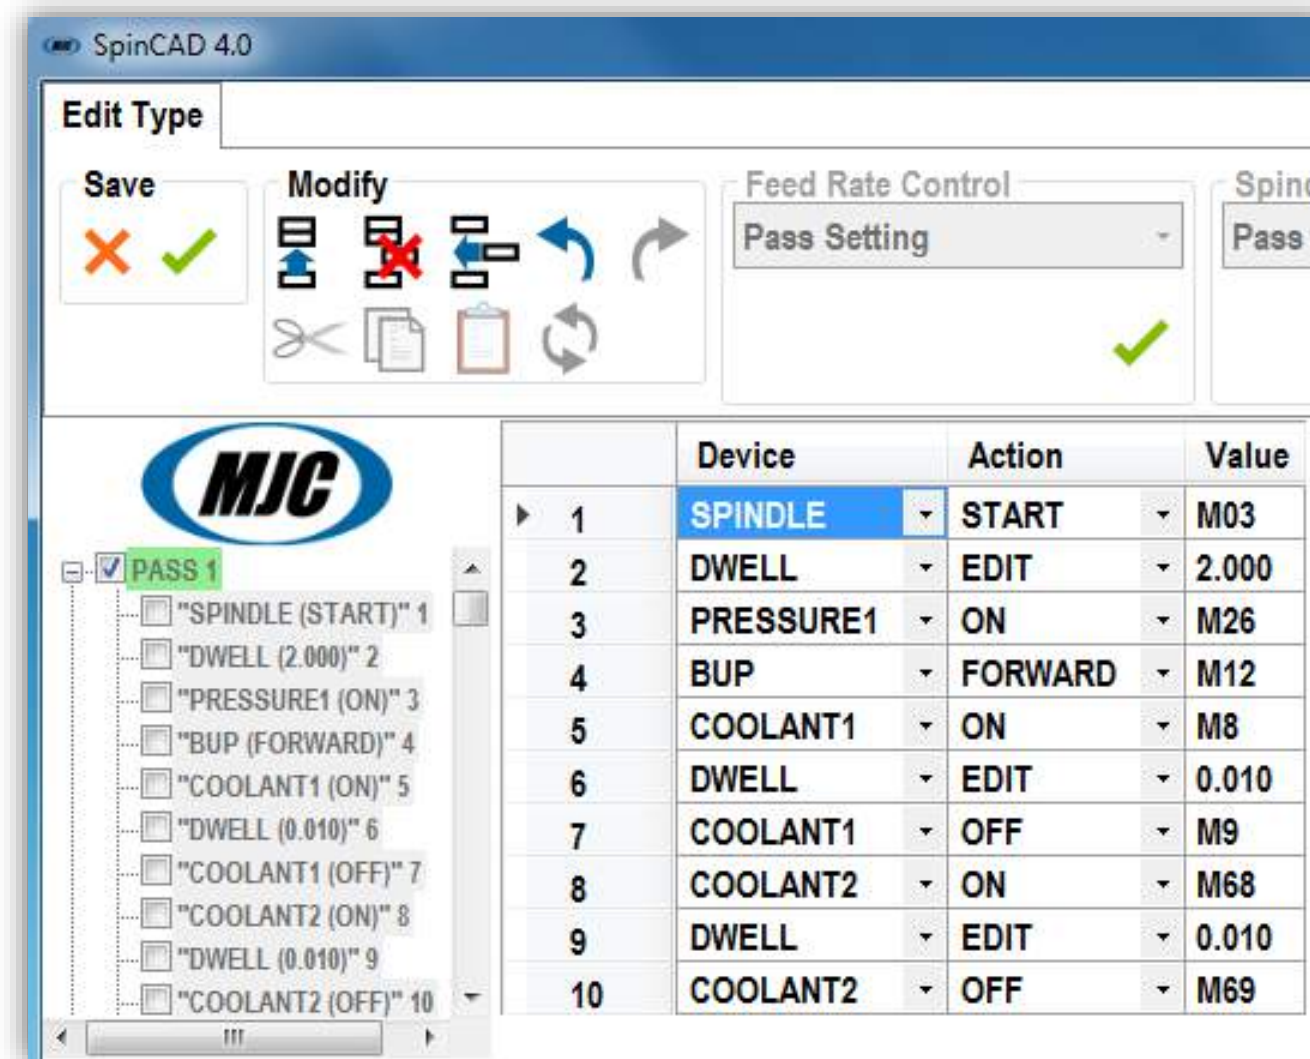 SpinCAD 4.0
Edit Type
Save
Modify
Feed Rate Control
Pass Setting
Spind
Pass
MJC
PASS 1
"SPINDLE (START)" 1
"DWELL (2.000)" 2
"PRESSURE1 (ON)" 3
"BUP (FORWARD)" 4
"COOLANT1 (ON)" 5
"DWELL (0.010)" 6
"COOLANT1 (OFF)" 7
"COOLANT2 (ON)" 8
"DWELL (0.010)" 9
"COOLANT2 (OFF)" 10
Device Action Value
1 SPINDLE START M03
2 DWELL EDIT 2.000
3 PRESSURE1 ON M26
4 BUP FORWARD M12
5 COOLANT1 ON M8
6 DWELL EDIT 0.010
7 COOLANT1 OFF M9
8 COOLANT2 ON M68
9 DWELL EDIT 0.010
10 COOLANT2 OFF M69